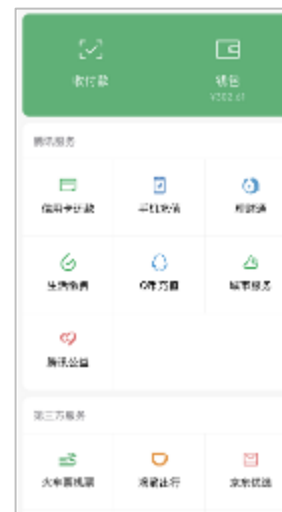 收付款
钱包
¥302.61
腾讯服务
信用卡还款
手机充值
理财通
生活缴费
Q币充值
城市服务
腾讯公益
第三方服务
火车票机票
滴滴出行
京东优选